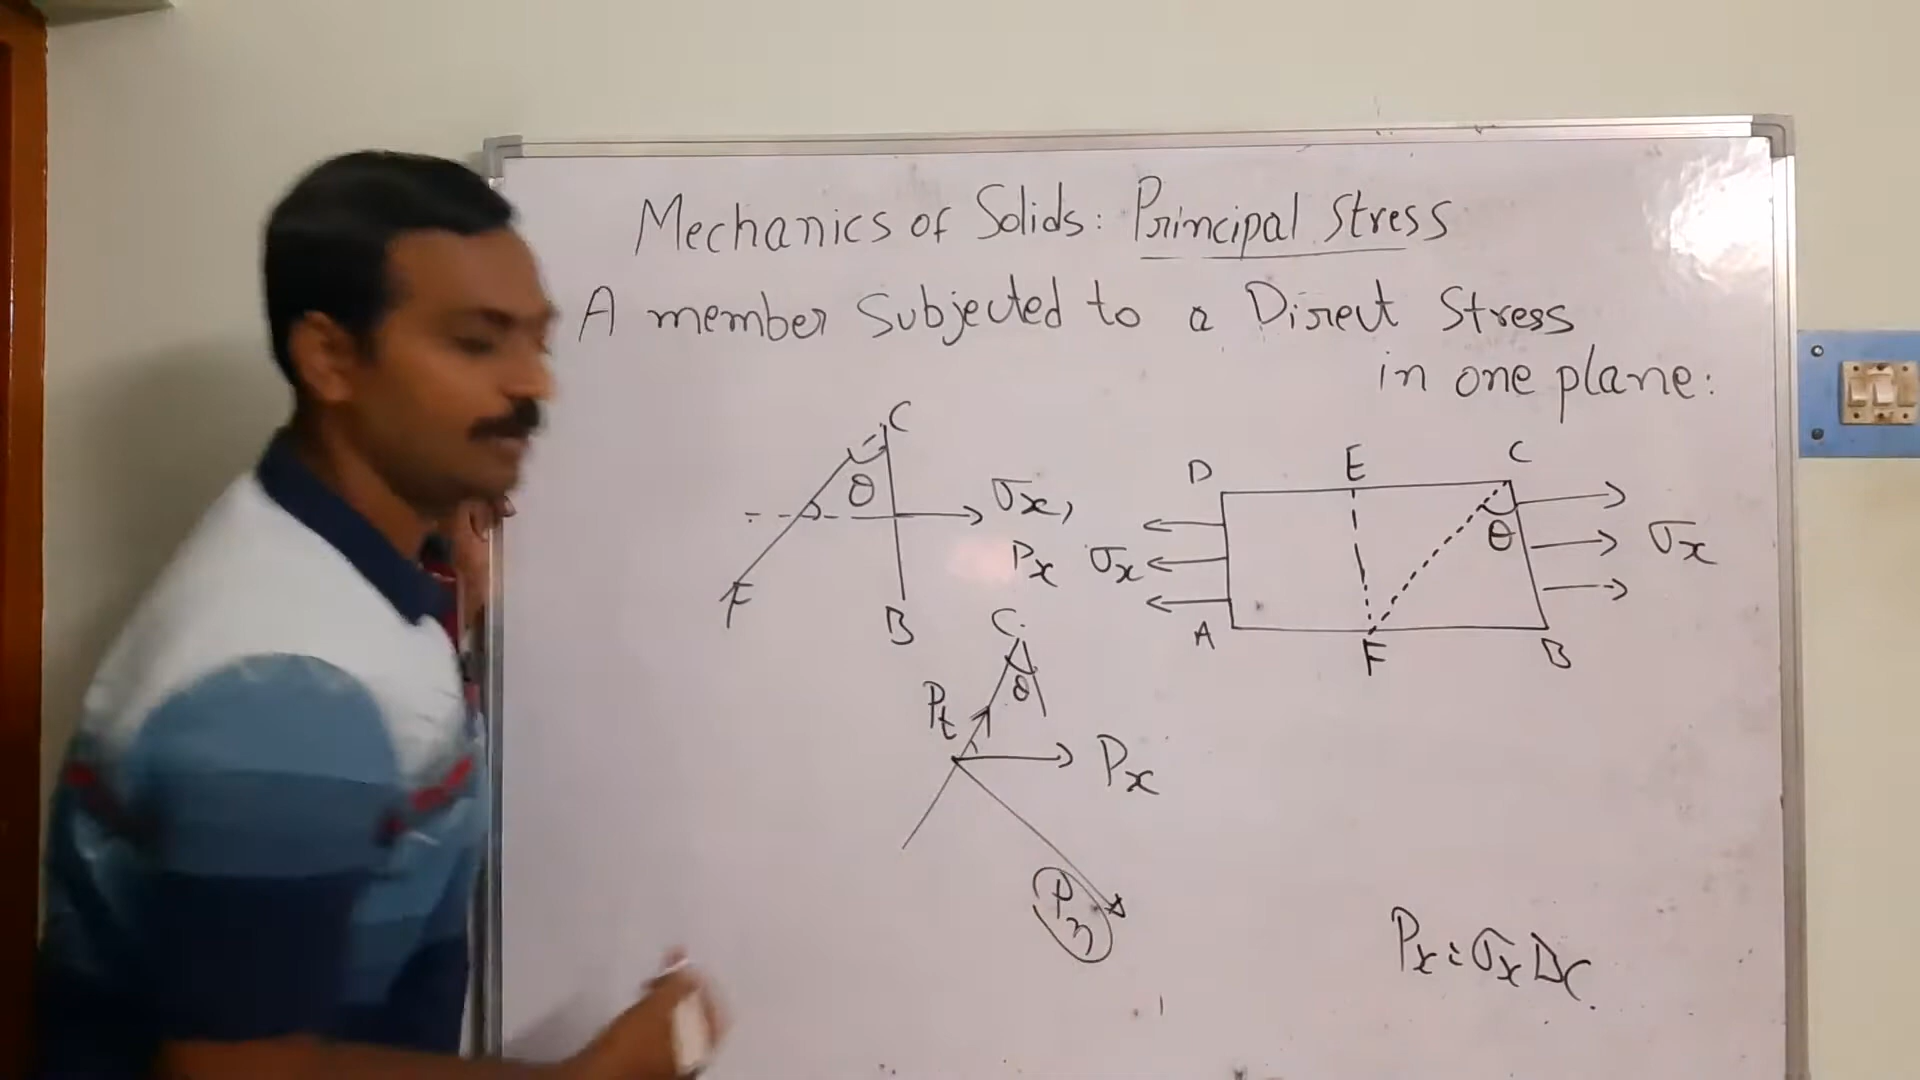 Mechanics of Solids: Principal Stress
A member subjected to a Direct Stress
in one plane:
C
θ
σx,
Px
F
B
D E C
σx θ σx
A F B
C
θ
Pt
Px
Pn
Px = σx BC